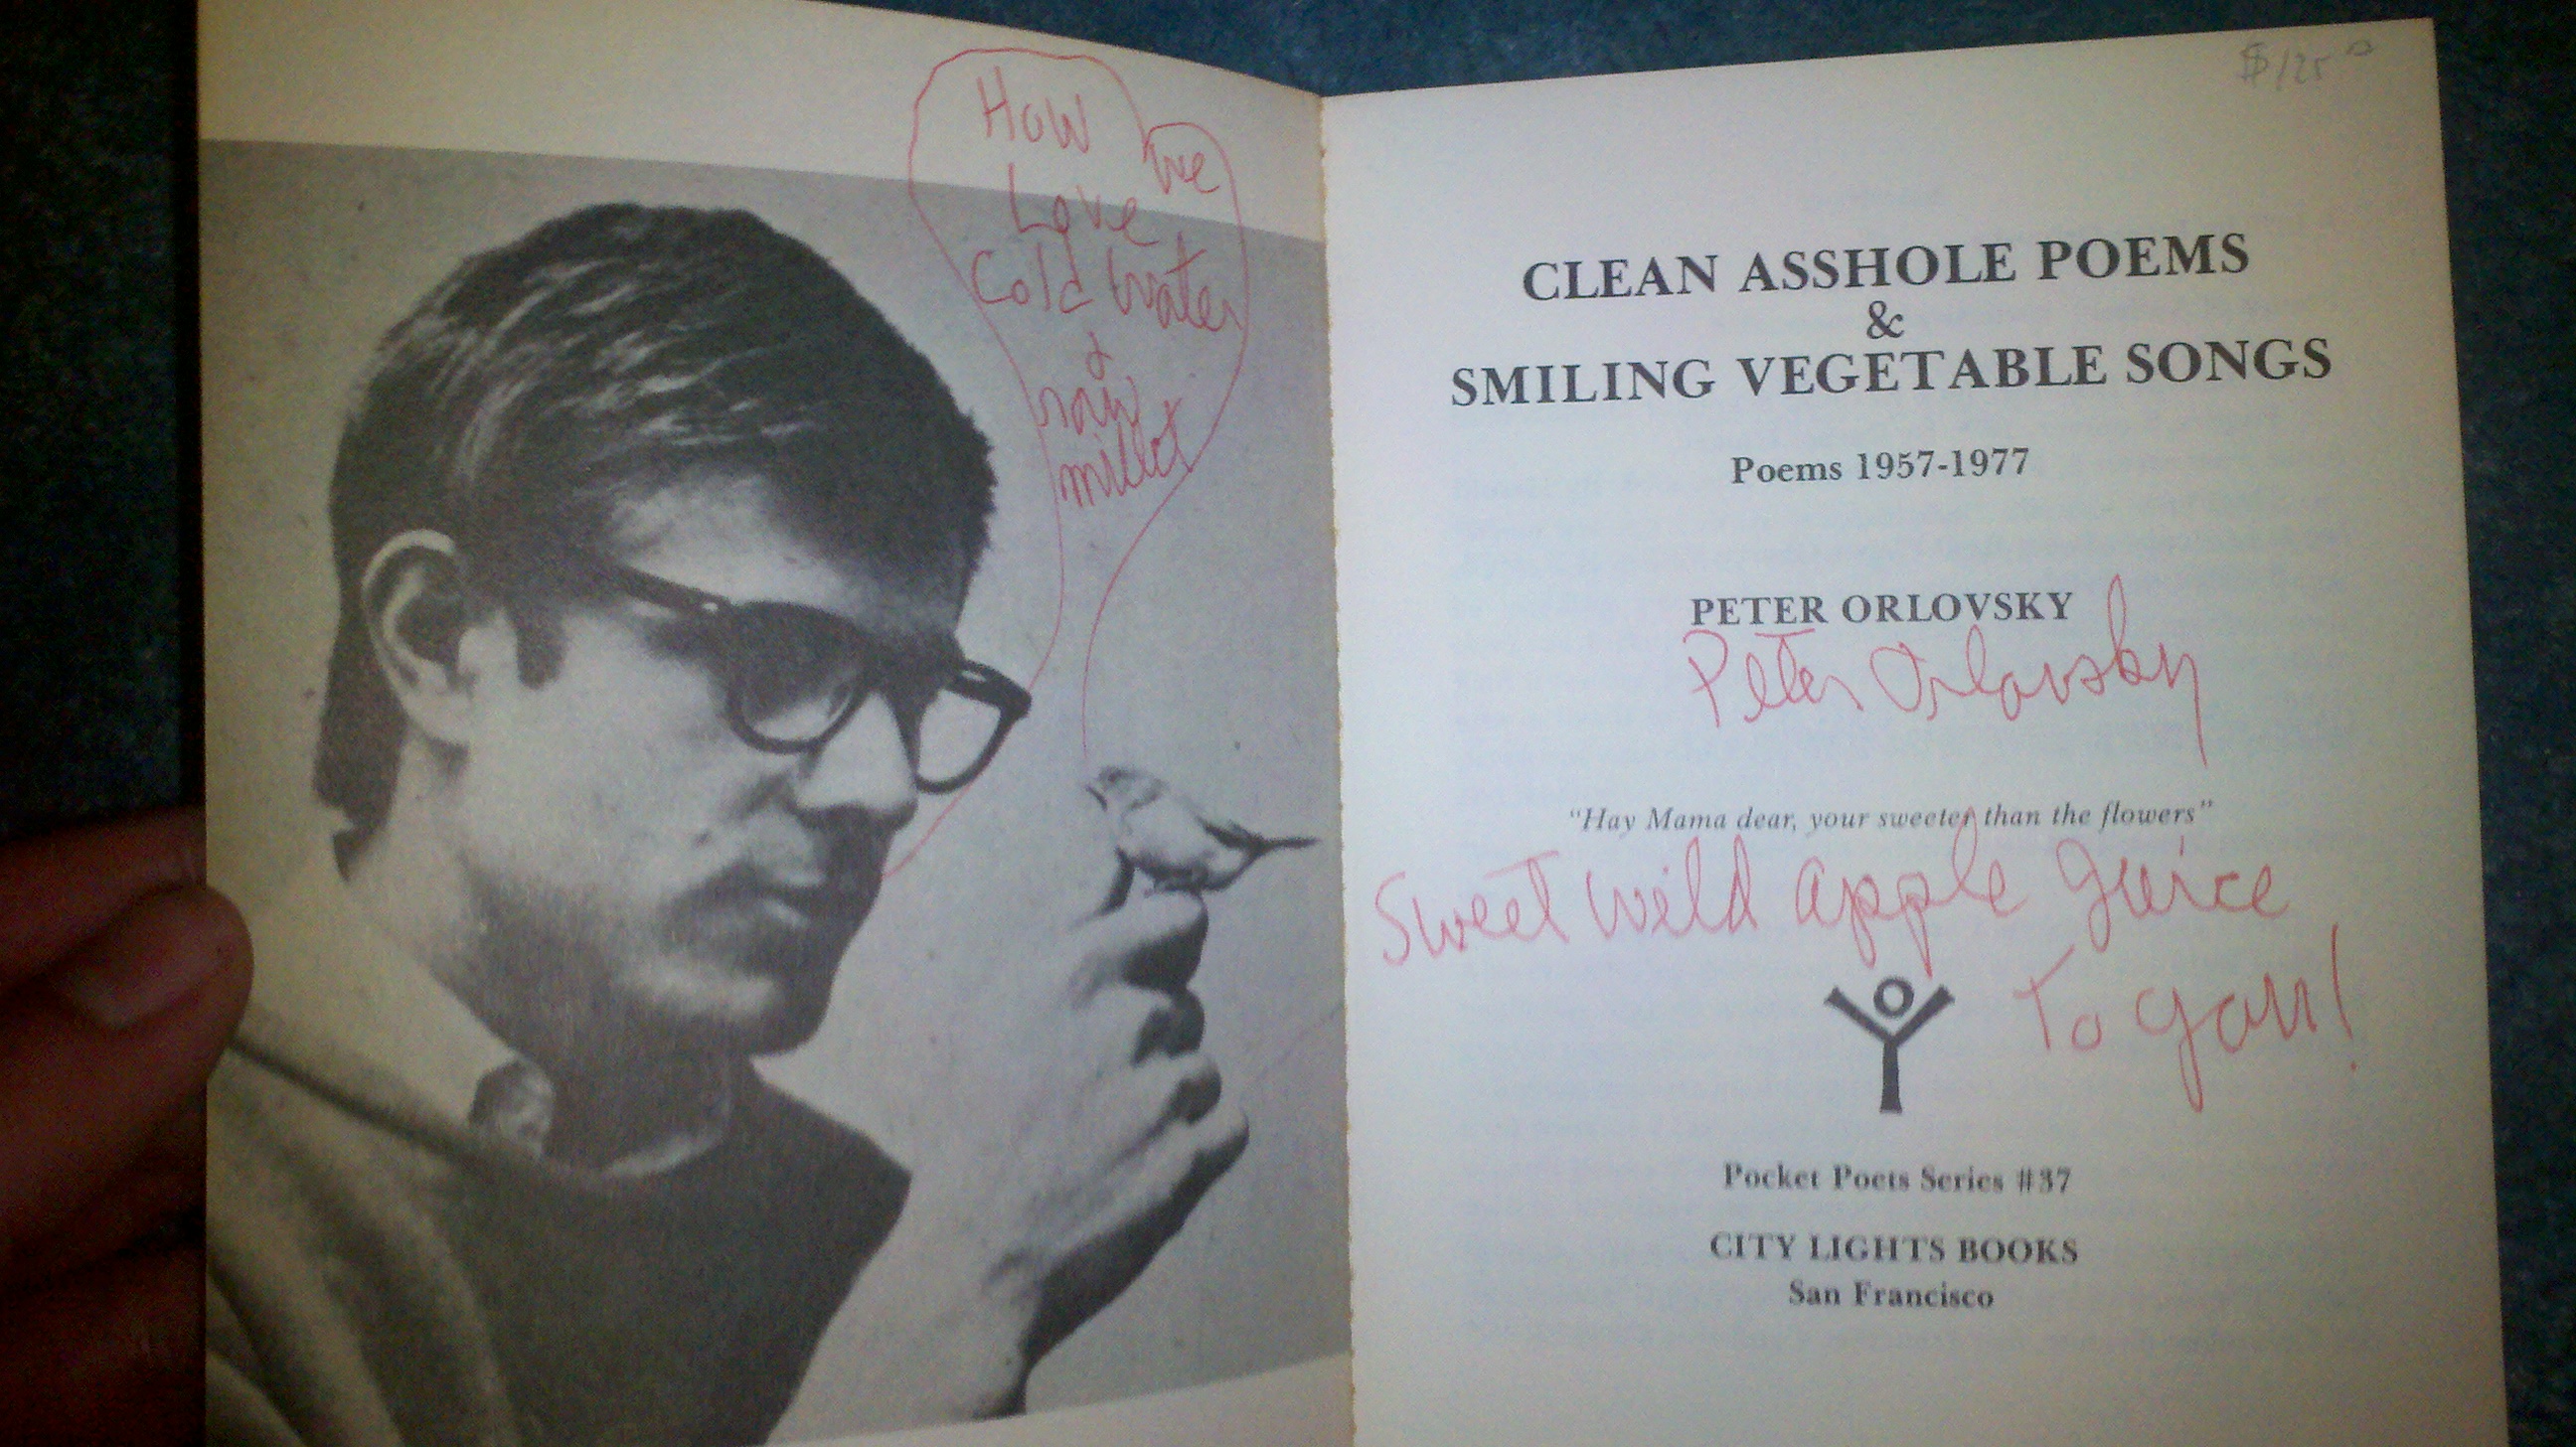 How we
Love
Cold Water
&
raw
millet
$125 00
CLEAN ASSHOLE POEMS
&
SMILING VEGETABLE SONGS
Poems 1957-1977
PETER ORLOVSKY
Peter Orlovsky
“Hay Mama dear, your sweeter than the flowers”
Sweet wild apple Juice
To you!
Pocket Poets Series #37
CITY LIGHTS BOOKS
San Francisco